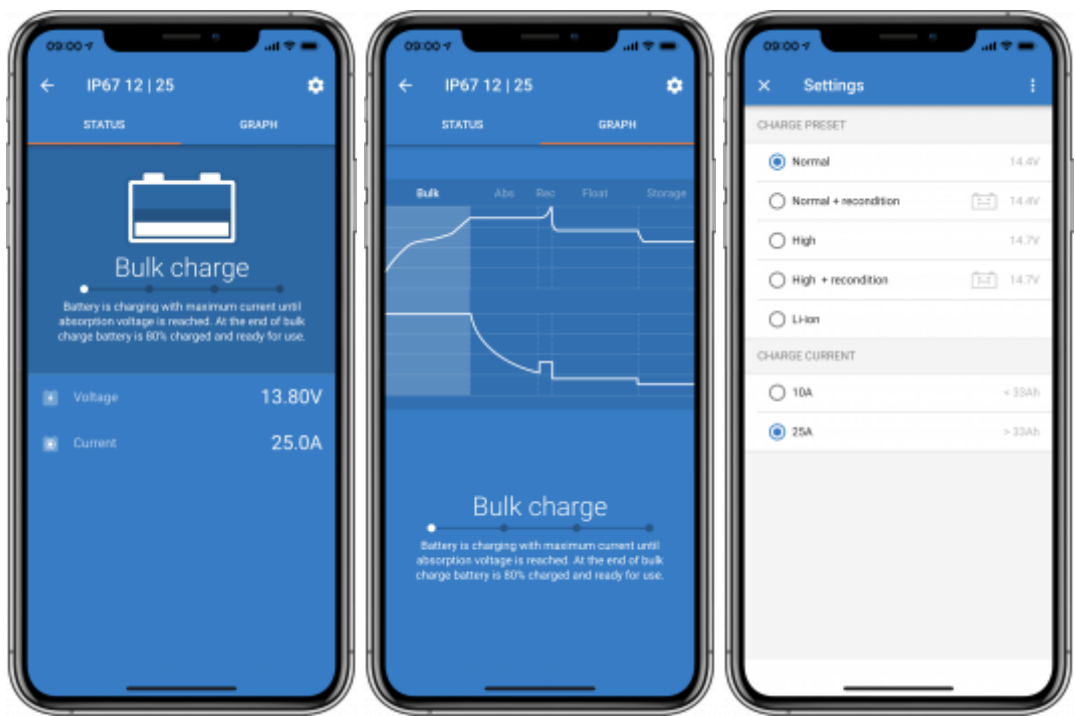 09:00
IP67 12 | 25
STATUS GRAPH
Bulk charge
Battery is charging with maximum current until
absorption voltage is reached. At the end of bulk
charge battery is 80% charged and ready for use.
Voltage 13.80V
Current 25.0A
09:00
IP67 12 | 25
STATUS GRAPH
Bulk Abs Rec Float Storage
Bulk charge
Battery is charging with maximum current until
absorption voltage is reached. At the end of bulk
charge battery is 80% charged and ready for use.
09:00
Settings
CHARGE PRESET
Normal 14.4V
Normal + recondition 14.4V
High 14.7V
High + recondition 14.7V
Li-ion
CHARGE CURRENT
10A < 33Ah
25A > 33Ah